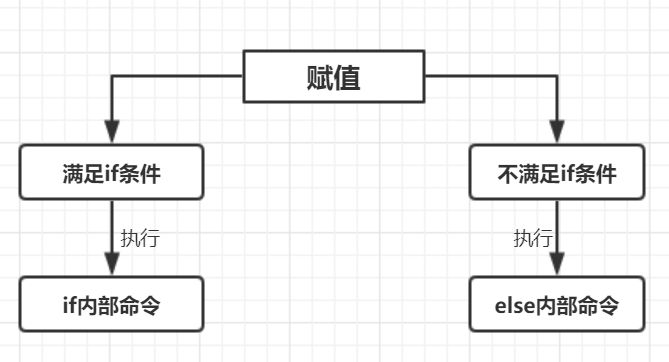 赋值
满足if条件
不满足if条件
执行
执行
if内部命令
else内部命令